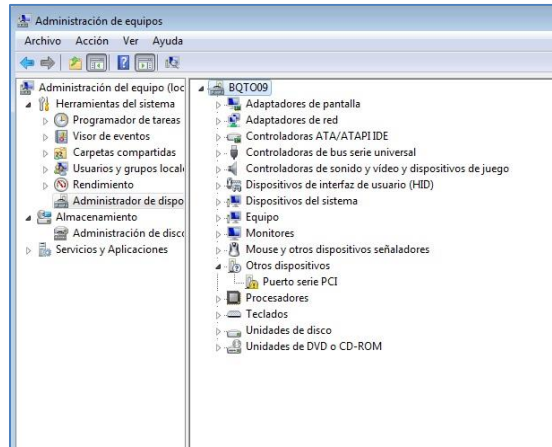 Administración de equipos
Archivo Acción Ver Ayuda
Administración del equipo (loc
Herramientas del sistema
Programador de tareas
Visor de eventos
Carpetas compartidas
Usuarios y grupos local
Rendimiento
Administrador de dispo
Almacenamiento
Administración de disco
Servicios y Aplicaciones
BQTO09
Adaptadores de pantalla
Adaptadores de red
Controladoras ATA/ATAPI IDE
Controladoras de bus serie universal
Controladoras de sonido y vídeo y dispositivos de juego
Dispositivos de interfaz de usuario (HID)
Dispositivos del sistema
Equipo
Monitores
Mouse y otros dispositivos señaladores
Otros dispositivos
Puerto serie PCI
Procesadores
Teclados
Unidades de disco
Unidades de DVD o CD-ROM